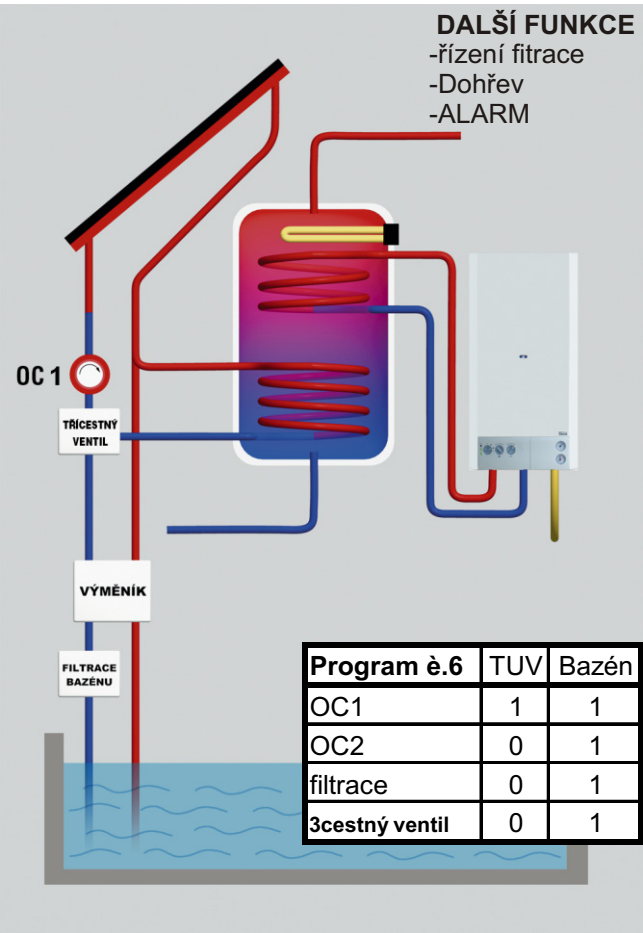 DALŠÍ FUNKCE
-řízení fitrace
-Dohřev
-ALARM
OC 1
TŘÍCESTNÝ
VENTIL
VÝMĚNÍK
FILTRACE
BAZÉNU
Program è.6 TUV Bazén
OC1 1 1
OC2 0 1
filtrace 0 1
3cestný ventil 0 1